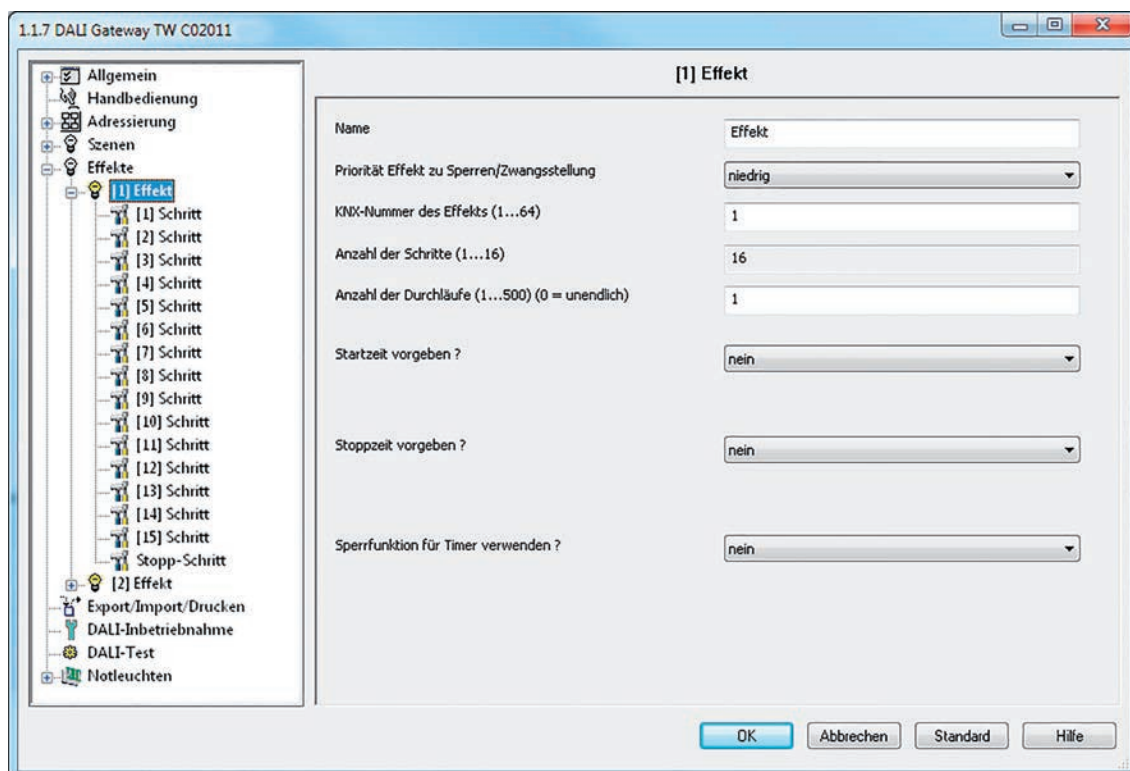 1.1.7 DALI Gateway TW C02011
Allgemein
Handbedienung
Adressierung
Szenen
Effekte
[1] Effekt
[1] Schritt
[2] Schritt
[3] Schritt
[4] Schritt
[5] Schritt
[6] Schritt
[7] Schritt
[8] Schritt
[9] Schritt
[10] Schritt
[11] Schritt
[12] Schritt
[13] Schritt
[14] Schritt
[15] Schritt
Stopp-Schritt
[2] Effekt
Export/Import/Drucken
DALI-Inbetriebnahme
DALI-Test
Notleuchten
[1] Effekt
Name Effekt
Priorität Effekt zu Sperren/Zwangsstellung niedrig
KNX-Nummer des Effekts (1...64) 1
Anzahl der Schritte (1...16) 16
Anzahl der Durchläufe (1...500) (0 = unendlich) 1
Startzeit vorgeben ? nein
Stoppzeit vorgeben ? nein
Sperrfunktion für Timer verwenden ? nein
OK Abbrechen Standard Hilfe